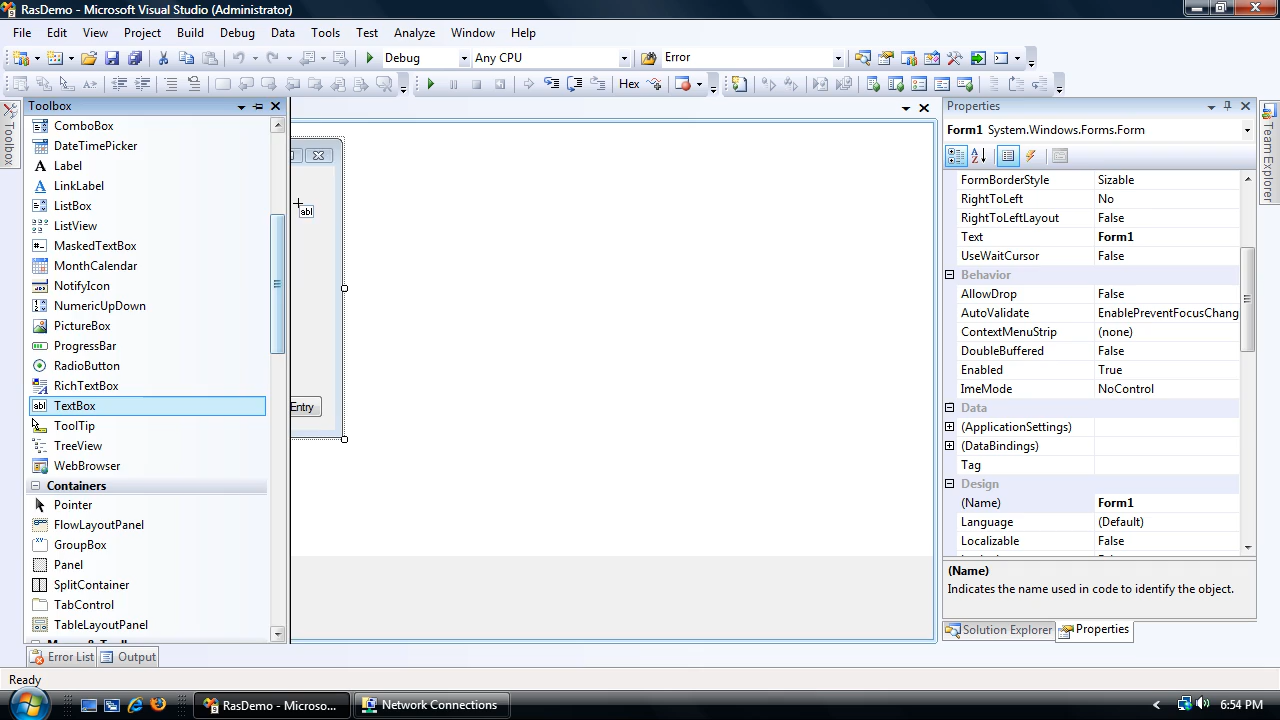 RasDemo - Microsoft Visual Studio (Administrator)
File Edit View Project Build Debug Data Tools Test Analyze Window Help
Debug Any CPU Error
Hex
Toolbox
Toolbox
ComboBox
DateTimePicker
Label
LinkLabel
ListBox
ListView
MaskedTextBox
MonthCalendar
NotifyIcon
NumericUpDown
PictureBox
ProgressBar
RadioButton
RichTextBox
TextBox
ToolTip
TreeView
WebBrowser
Containers
Pointer
FlowLayoutPanel
GroupBox
Panel
SplitContainer
TabControl
TableLayoutPanel
Entry
Properties
Form1 System.Windows.Forms.Form
FormBorderStyle Sizable
RightToLeft No
RightToLeftLayout False
Text Form1
UseWaitCursor False
Behavior
AllowDrop False
AutoValidate EnablePreventFocusChang
ContextMenuStrip (none)
DoubleBuffered False
Enabled True
ImeMode NoControl
Data
(ApplicationSettings)
(DataBindings)
Tag
Design
(Name) Form1
Language (Default)
Localizable False
(Name)
Indicates the name used in code to identify the object.
Solution Explorer Properties
Team Explorer
Error List Output
Ready
RasDemo - Microso... Network Connections 6:54 PM